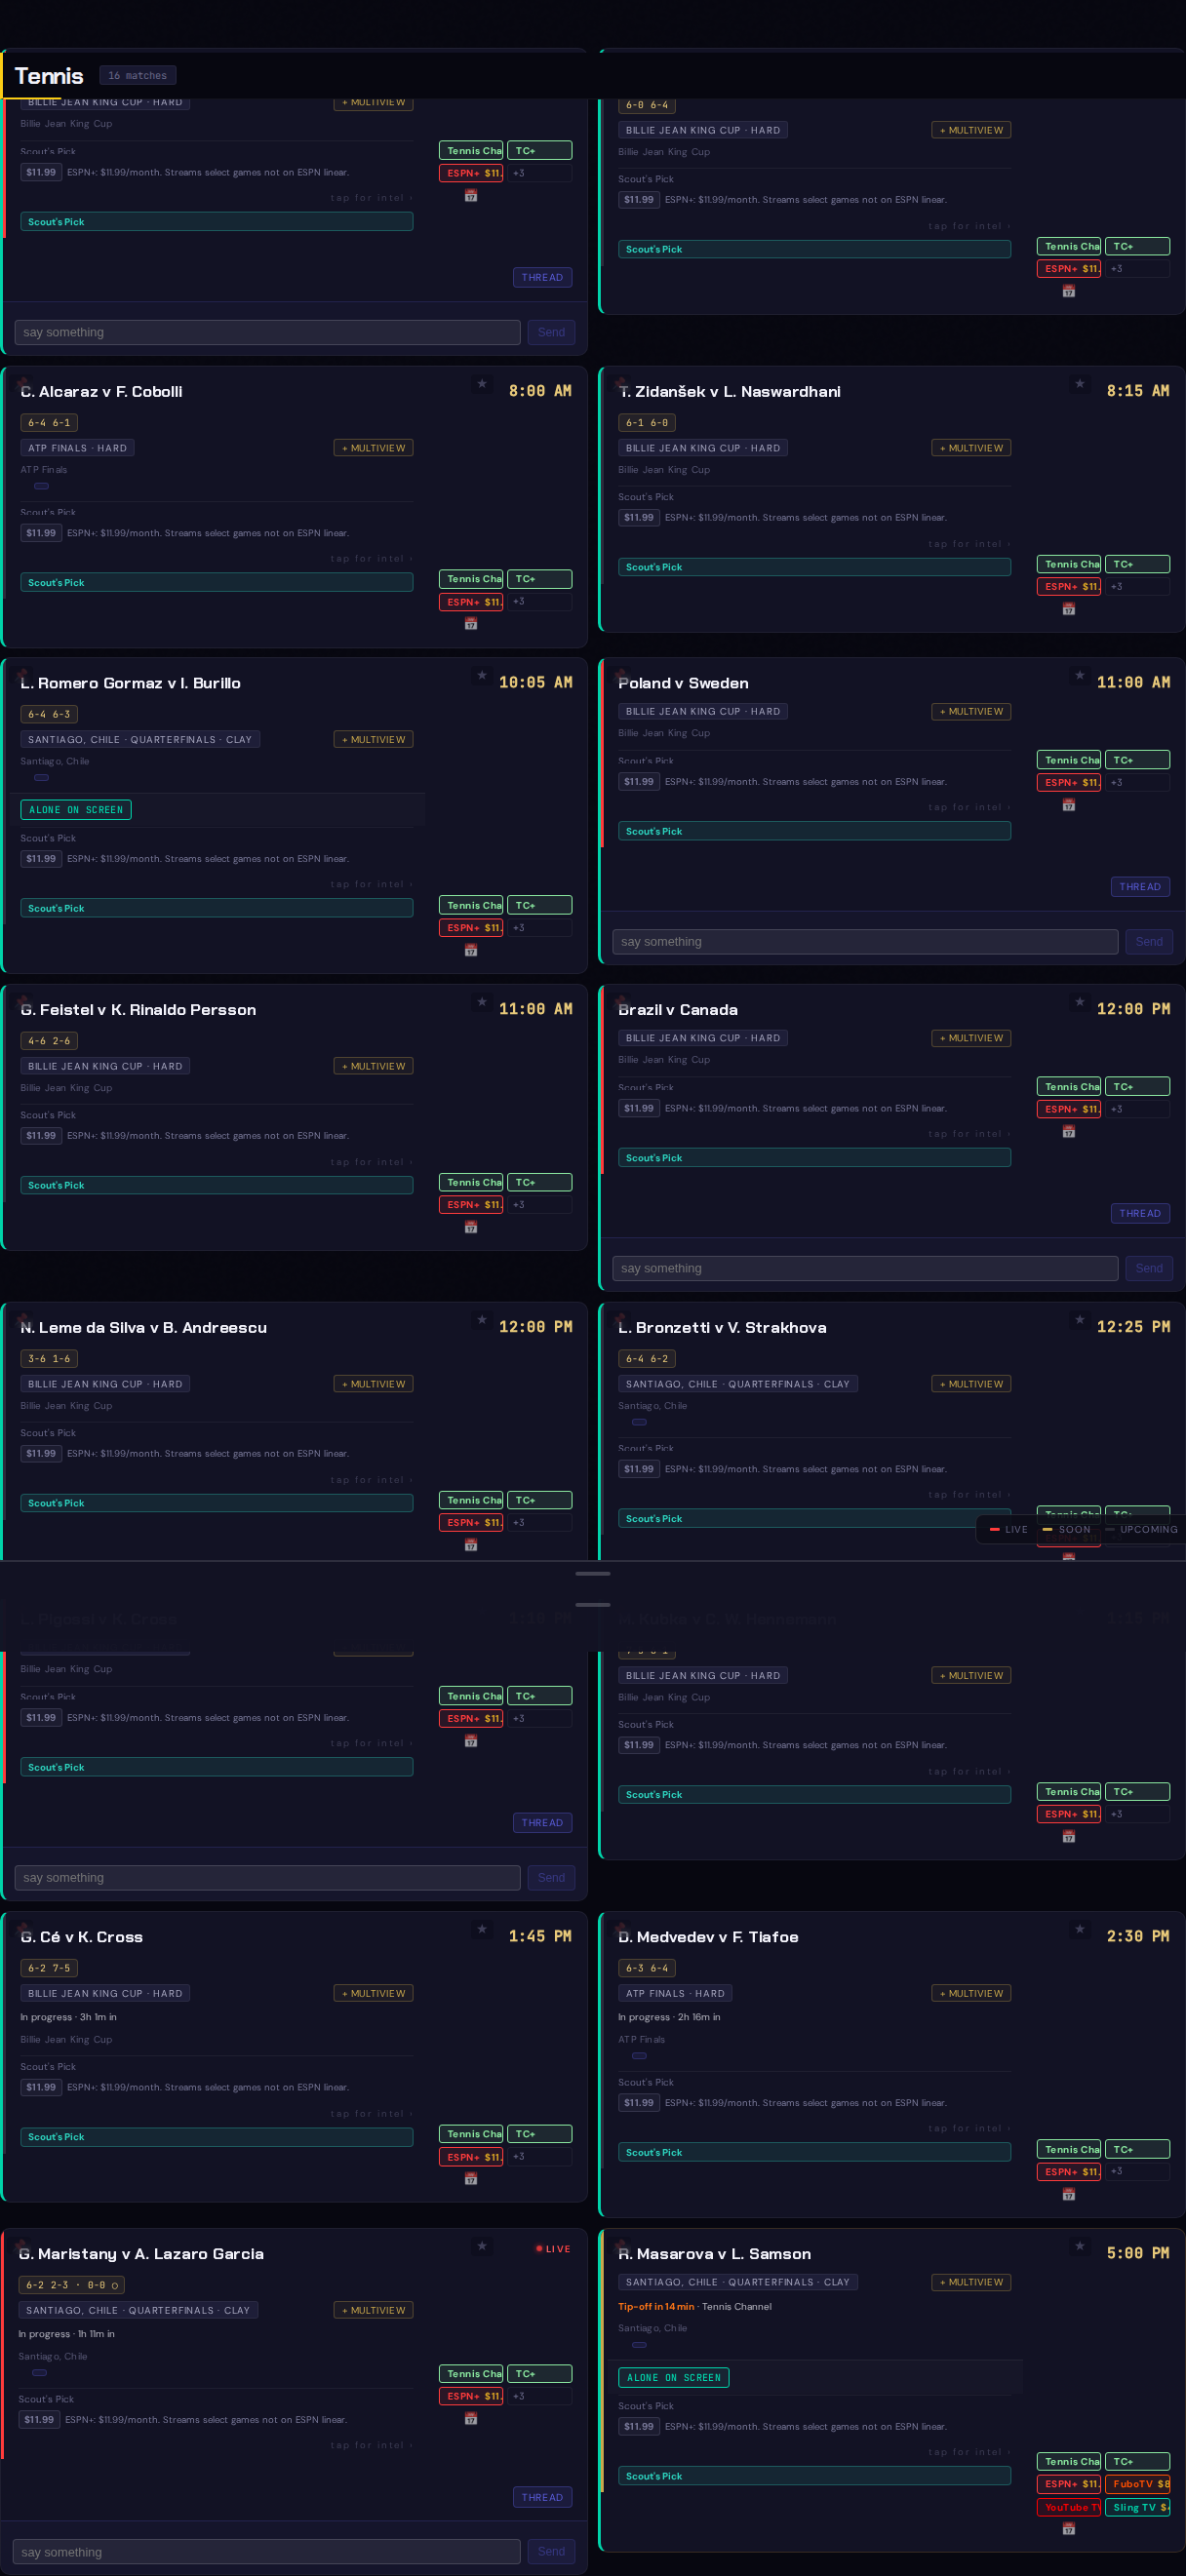 Tennis 16 matches
BILLIE JEAN KING CUP · HARD + MULTIVIEW
Billie Jean King Cup
Scout's Pick
$11.99 ESPN+: $11.99/month. Streams select games not on ESPN linear.
tap for intel ›
Scout's Pick
Tennis Cha TC+
ESPN+ $11. +3
THREAD
say something Send
6-0 6-4
BILLIE JEAN KING CUP · HARD + MULTIVIEW
Billie Jean King Cup
Scout's Pick
$11.99 ESPN+: $11.99/month. Streams select games not on ESPN linear.
tap for intel ›
Scout's Pick
Tennis Cha TC+
ESPN+ $11. +3
C. Alcaraz v F. Cobolli ★ 8:00 AM
6-4 6-1
ATP FINALS · HARD + MULTIVIEW
ATP Finals
Scout's Pick
$11.99 ESPN+: $11.99/month. Streams select games not on ESPN linear.
tap for intel ›
Scout's Pick
Tennis Cha TC+
ESPN+ $11. +3
T. Zidanšek v L. Naswardhani ★ 8:15 AM
6-1 6-0
BILLIE JEAN KING CUP · HARD + MULTIVIEW
Billie Jean King Cup
Scout's Pick
$11.99 ESPN+: $11.99/month. Streams select games not on ESPN linear.
tap for intel ›
Scout's Pick
Tennis Cha TC+
ESPN+ $11. +3
L. Romero Gormaz v I. Burillo ★ 10:05 AM
6-4 6-3
SANTIAGO, CHILE · QUARTERFINALS · CLAY + MULTIVIEW
Santiago, Chile
ALONE ON SCREEN
Scout's Pick
$11.99 ESPN+: $11.99/month. Streams select games not on ESPN linear.
tap for intel ›
Scout's Pick
Tennis Cha TC+
ESPN+ $11. +3
Poland v Sweden ★ 11:00 AM
BILLIE JEAN KING CUP · HARD + MULTIVIEW
Billie Jean King Cup
Scout's Pick
$11.99 ESPN+: $11.99/month. Streams select games not on ESPN linear.
tap for intel ›
Scout's Pick
Tennis Cha TC+
ESPN+ $11. +3
THREAD
say something Send
G. Feistel v K. Rinaldo Persson ★ 11:00 AM
4-6 2-6
BILLIE JEAN KING CUP · HARD + MULTIVIEW
Billie Jean King Cup
Scout's Pick
$11.99 ESPN+: $11.99/month. Streams select games not on ESPN linear.
tap for intel ›
Scout's Pick
Tennis Cha TC+
ESPN+ $11. +3
Brazil v Canada ★ 12:00 PM
BILLIE JEAN KING CUP · HARD + MULTIVIEW
Billie Jean King Cup
Scout's Pick
$11.99 ESPN+: $11.99/month. Streams select games not on ESPN linear.
tap for intel ›
Scout's Pick
Tennis Cha TC+
ESPN+ $11. +3
THREAD
say something Send
N. Leme da Silva v B. Andreescu ★ 12:00 PM
3-6 1-6
BILLIE JEAN KING CUP · HARD + MULTIVIEW
Billie Jean King Cup
Scout's Pick
$11.99 ESPN+: $11.99/month. Streams select games not on ESPN linear.
tap for intel ›
Scout's Pick
Tennis Cha TC+
ESPN+ $11. +3
L. Bronzetti v V. Strakhova ★ 12:25 PM
6-4 6-2
SANTIAGO, CHILE · QUARTERFINALS · CLAY + MULTIVIEW
Santiago, Chile
Scout's Pick
$11.99 ESPN+: $11.99/month. Streams select games not on ESPN linear.
tap for intel ›
Scout's Pick
LIVE SOON UPCOMING
Billie Jean King Cup
Scout's Pick
$11.99 ESPN+: $11.99/month. Streams select games not on ESPN linear.
tap for intel ›
Scout's Pick
Tennis Cha TC+
ESPN+ $11. +3
THREAD
say something Send
BILLIE JEAN KING CUP · HARD + MULTIVIEW
Billie Jean King Cup
Scout's Pick
$11.99 ESPN+: $11.99/month. Streams select games not on ESPN linear.
tap for intel ›
Scout's Pick
Tennis Cha TC+
ESPN+ $11. +3
G. Cé v K. Cross ★ 1:45 PM
6-2 7-5
BILLIE JEAN KING CUP · HARD + MULTIVIEW
In progress · 3h 1m in
Billie Jean King Cup
Scout's Pick
$11.99 ESPN+: $11.99/month. Streams select games not on ESPN linear.
tap for intel ›
Scout's Pick
Tennis Cha TC+
ESPN+ $11. +3
D. Medvedev v F. Tiafoe ★ 2:30 PM
6-3 6-4
ATP FINALS · HARD + MULTIVIEW
In progress · 2h 16m in
ATP Finals
Scout's Pick
$11.99 ESPN+: $11.99/month. Streams select games not on ESPN linear.
tap for intel ›
Scout's Pick
Tennis Cha TC+
ESPN+ $11. +3
G. Maristany v A. Lazaro Garcia ★ LIVE
6-2 2-3 · 0-0 ○
SANTIAGO, CHILE · QUARTERFINALS · CLAY + MULTIVIEW
In progress · 1h 11m in
Santiago, Chile
Scout's Pick
$11.99 ESPN+: $11.99/month. Streams select games not on ESPN linear.
tap for intel ›
Tennis Cha TC+
ESPN+ $11. +3
THREAD
say something Send
R. Masarova v L. Samson ★ 5:00 PM
SANTIAGO, CHILE · QUARTERFINALS · CLAY + MULTIVIEW
Tip-off in 14 min · Tennis Channel
Santiago, Chile
ALONE ON SCREEN
Scout's Pick
$11.99 ESPN+: $11.99/month. Streams select games not on ESPN linear.
tap for intel ›
Scout's Pick
Tennis Cha TC+
ESPN+ $11. FuboTV $8
YouTube TV Sling TV $4